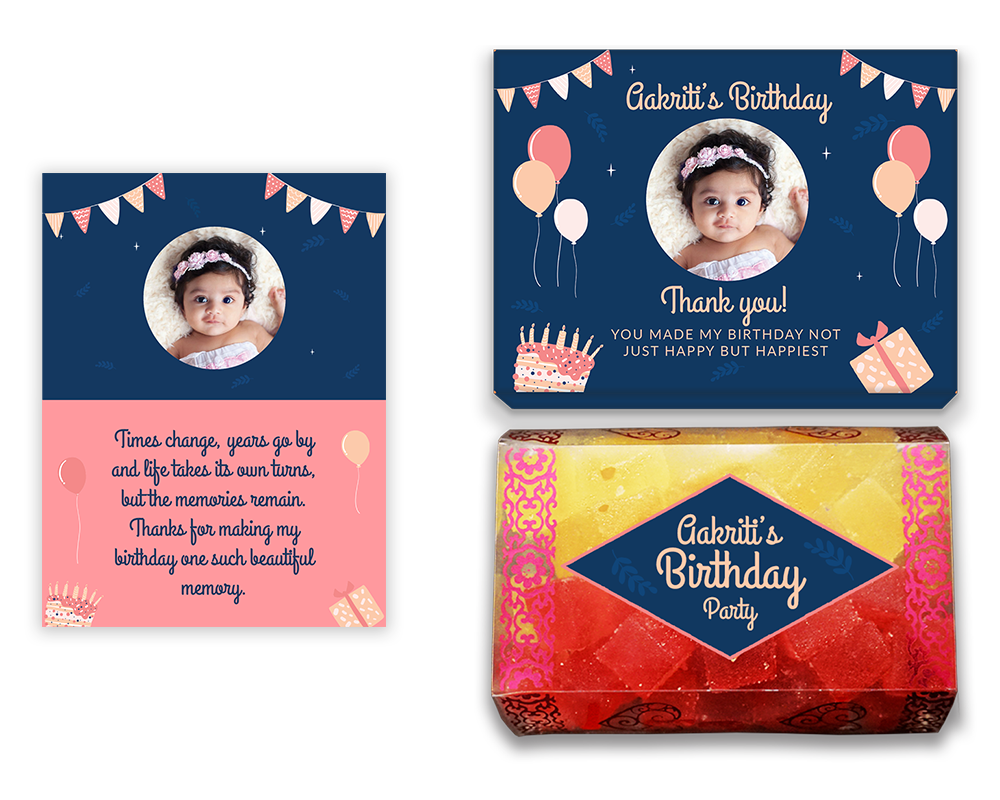 Times change, years go by
and life takes its own turns,
but the memories remain.
Thanks for making my
birthday one such beautiful
memory.
Aakriti's Birthday
Thank you!
YOU MADE MY BIRTHDAY NOT
JUST HAPPY BUT HAPPIEST
Aakriti's
Birthday
Party